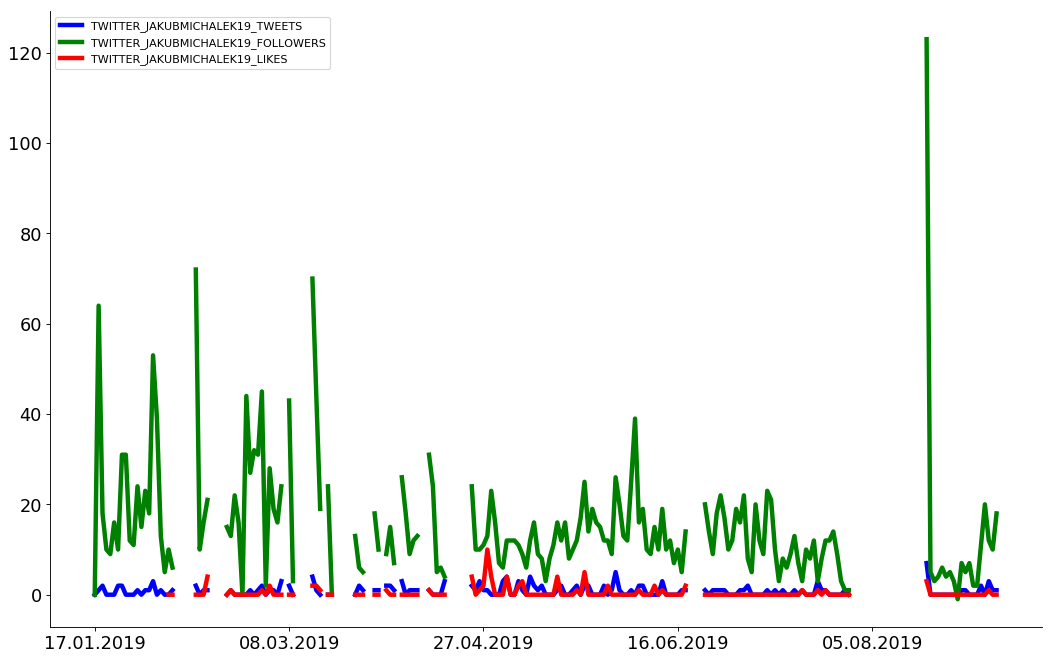 TWITTER_JAKUBMICHALEK19_TWEETS
TWITTER_JAKUBMICHALEK19_FOLLOWERS
TWITTER_JAKUBMICHALEK19_LIKES
120
100
80
60
40
20
0
17.01.2019 08.03.2019 27.04.2019 16.06.2019 05.08.2019